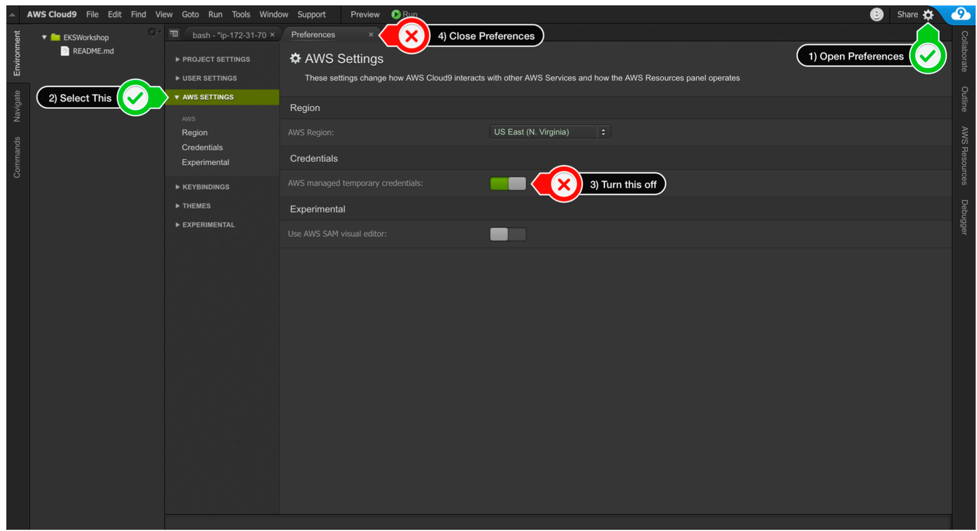 AWS Cloud9 File Edit Find View Goto Run Tools Window Support Preview Run Share 9
Environment
Navigate
Commands
EKSWorkshop
README.md
bash - "ip-172-31-70 ×
Preferences ×
4) Close Preferences
1) Open Preferences
2) Select This
PROJECT SETTINGS
USER SETTINGS
AWS SETTINGS
AWS
Region
Credentials
Experimental
KEYBINDINGS
THEMES
EXPERIMENTAL
AWS Settings
These settings change how AWS Cloud9 interacts with other AWS Services and how the AWS Resources panel operates
Region
AWS Region: US East (N. Virginia)
Credentials
AWS managed temporary credentials:
3) Turn this off
Experimental
Use AWS SAM visual editor:
Collaborate
Outline
AWS Resources
Debugger